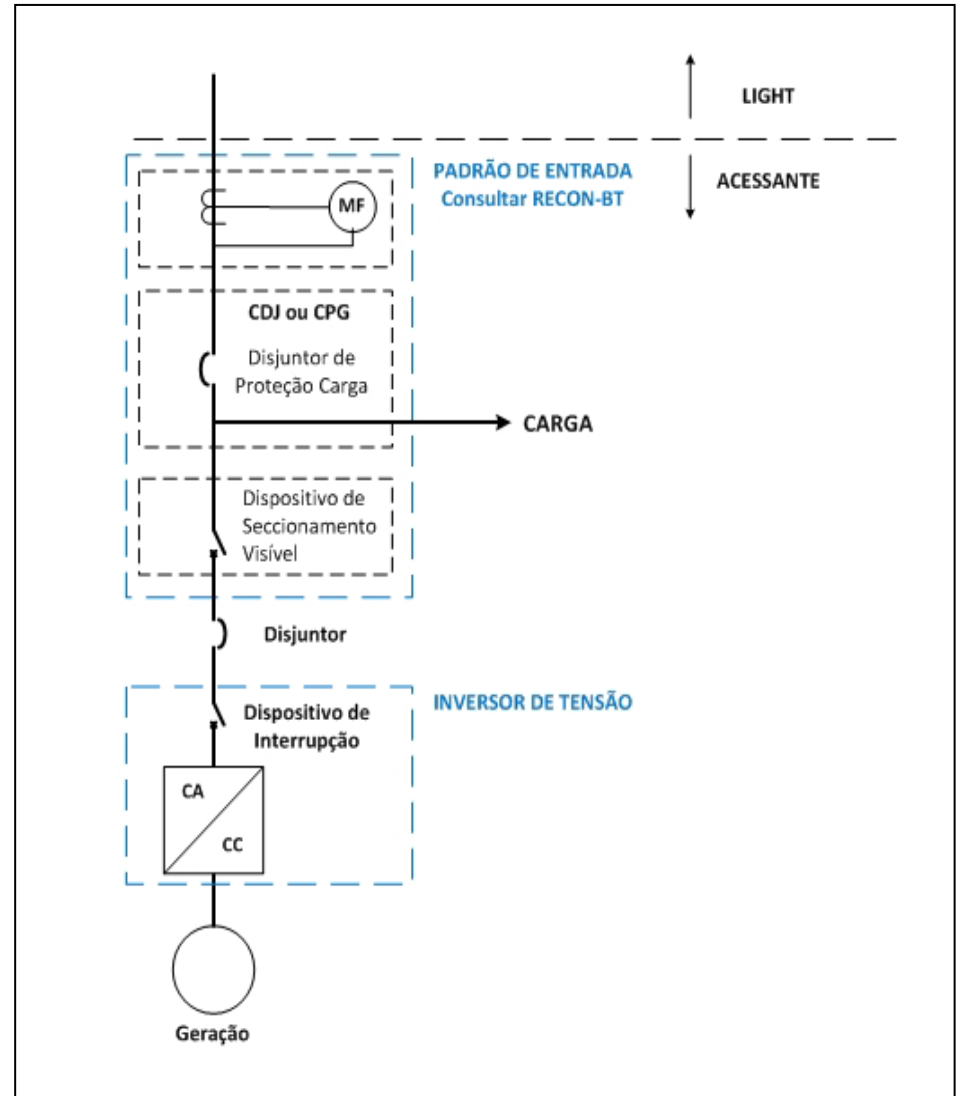 LIGHT
PADRÃO DE ENTRADA
Consultar RECON-BT
ACESSANTE
MF
CDJ ou CPG
Disjuntor de
Proteção Carga
CARGA
Dispositivo de
Seccionamento
Visível
Disjuntor
INVERSOR DE TENSÃO
Dispositivo de
Interrupção
CA
CC
Geração